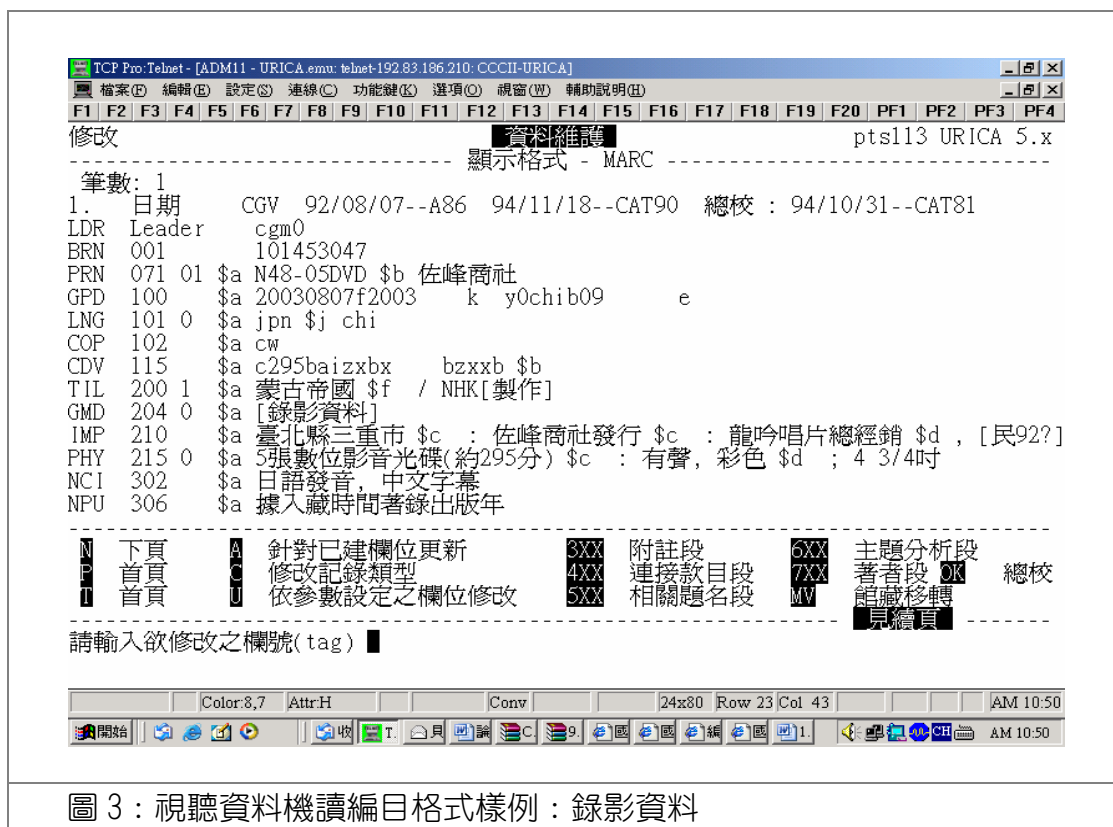 TCP Pro:Telnet - [ADM11 - URICA.emu: telnet-192.83.186.210: CCCII-URICA]
檔案(F) 編輯(E) 設定(S) 連線(C) 功能鍵(K) 選項(O) 視窗(W) 輔助說明(H)
F1 F2 F3 F4 F5 F6 F7 F8 F9 F10 F11 F12 F13 F14 F15 F16 F17 F18 F19 F20 PF1 PF2 PF3 PF4
修改 資料維護 pts113 URICA 5.x
---------------------------- 顯示格式 - MARC ----------------------------
筆數: 1
1. 日期 CGV 92/08/07--A86 94/11/18--CAT90 總校 : 94/10/31--CAT81
LDR Leader cgm0
BRN 001 101453047
PRN 071 01 $a N48-05DVD $b 佐峰商社
GPD 100 $a 20030807f2003 k y0chib09 e
LNG 101 0 $a jpn $j chi
COP 102 $a cw
CDV 115 $a c295baizxbx bzxxb $b
TIL 200 1 $a 蒙古帝國 $f / NHK[製作]
GMD 204 0 $a [錄影資料]
IMP 210 $a 臺北縣三重市 $c : 佐峰商社發行 $c : 龍吟唱片總經銷 $d , [民92?]
PHY 215 0 $a 5張數位影音光碟(約295分) $c : 有聲, 彩色 $d ; 4 3/4吋
NCI 302 $a 日語發音, 中文字幕
NPU 306 $a 據入藏時間著錄出版年
N 下頁 A 針對已建欄位更新 3XX 附註段 6XX 主題分析段
P 首頁 C 修改記錄類型 4XX 連接款目段 7XX 著者段 OK 總校
T 首頁 U 依參數設定之欄位修改 5XX 相關題名段 MV 館藏移轉
見續頁 -------
請輸入欲修改之欄號(tag)
Color:8,7 Attr:H Conv 24x80 Row 23 Col 43 AM 10:50
開始 收 T. 見 論 C. 9. 國 國 編 國 1. CH AM 10:50
圖 3：視聽資料機讀編目格式樣例：錄影資料